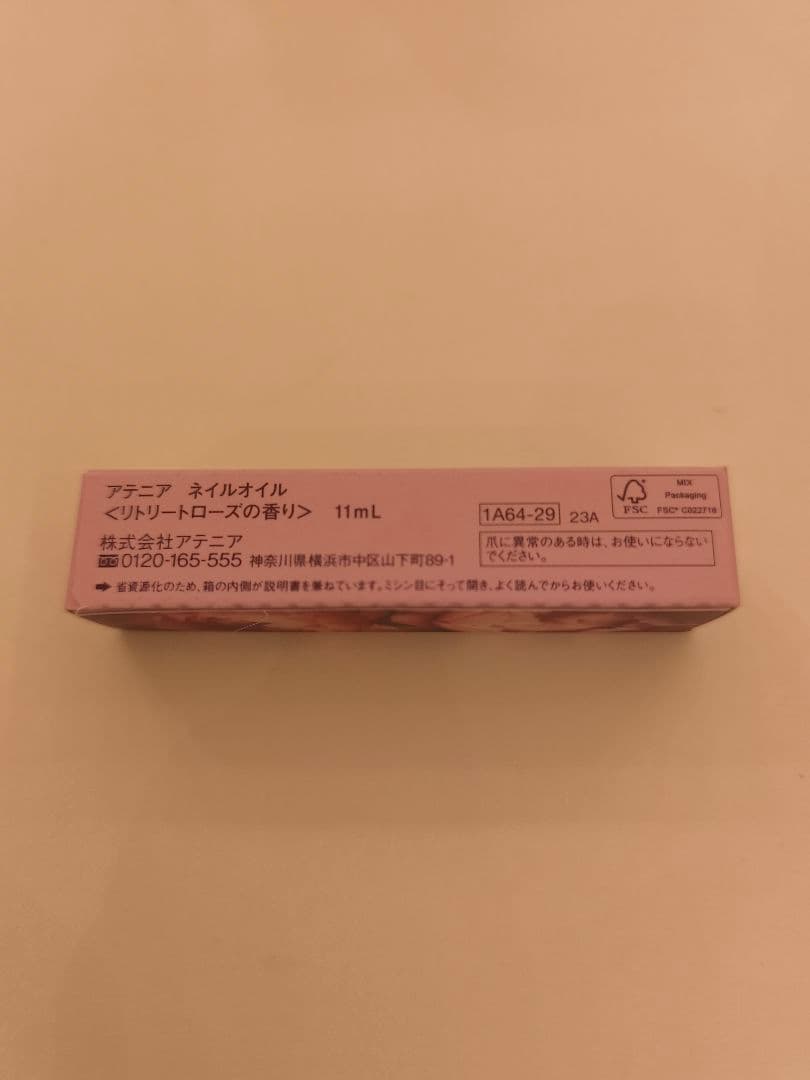 アテニア ネイルオイル
<リトリートローズの香り> 11mL
株式会社アテニア
0120-165-555 神奈川県横浜市中区山下町89-1
➡ 省資源化のため、箱の内側が説明書を兼ねています。ミシン目にそって開き、よく読んでからお使いください。
1A64-29 23A
爪に異常のある時は、お使いにならない
でください。
FSC
MIX
Packaging
FSC® C022718